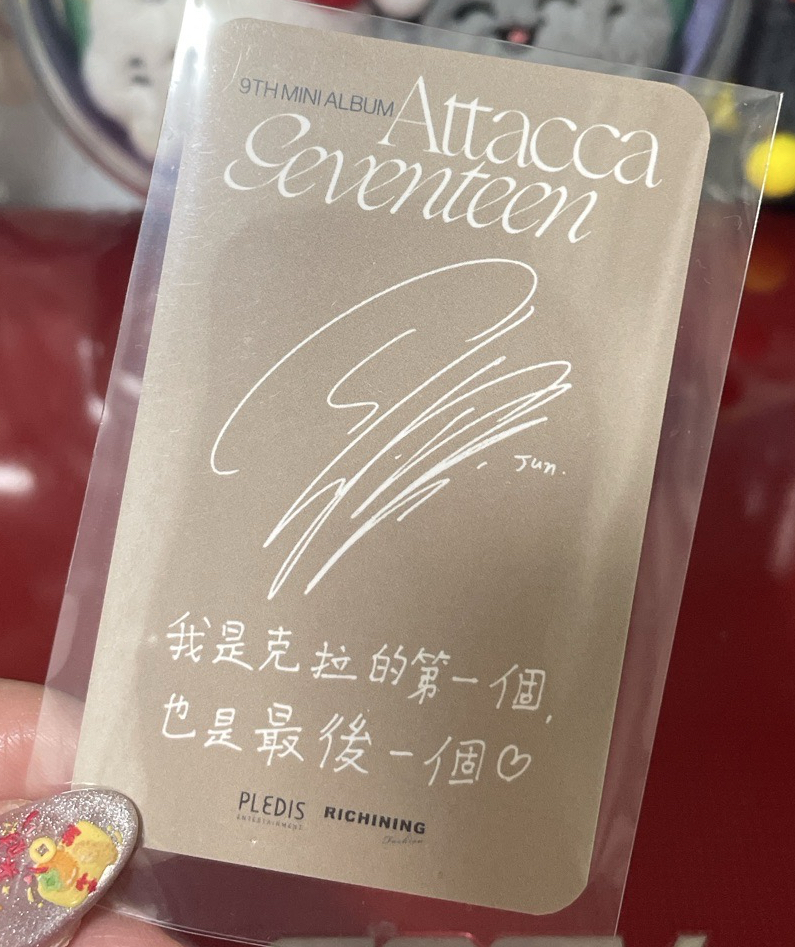 9TH MINI ALBUM Attacca
Seventeen
Jun.
我是克拉的第一個,
也是最後一個♡
PLEDIS
ENTERTAINMENT
RICHINING
Fashion